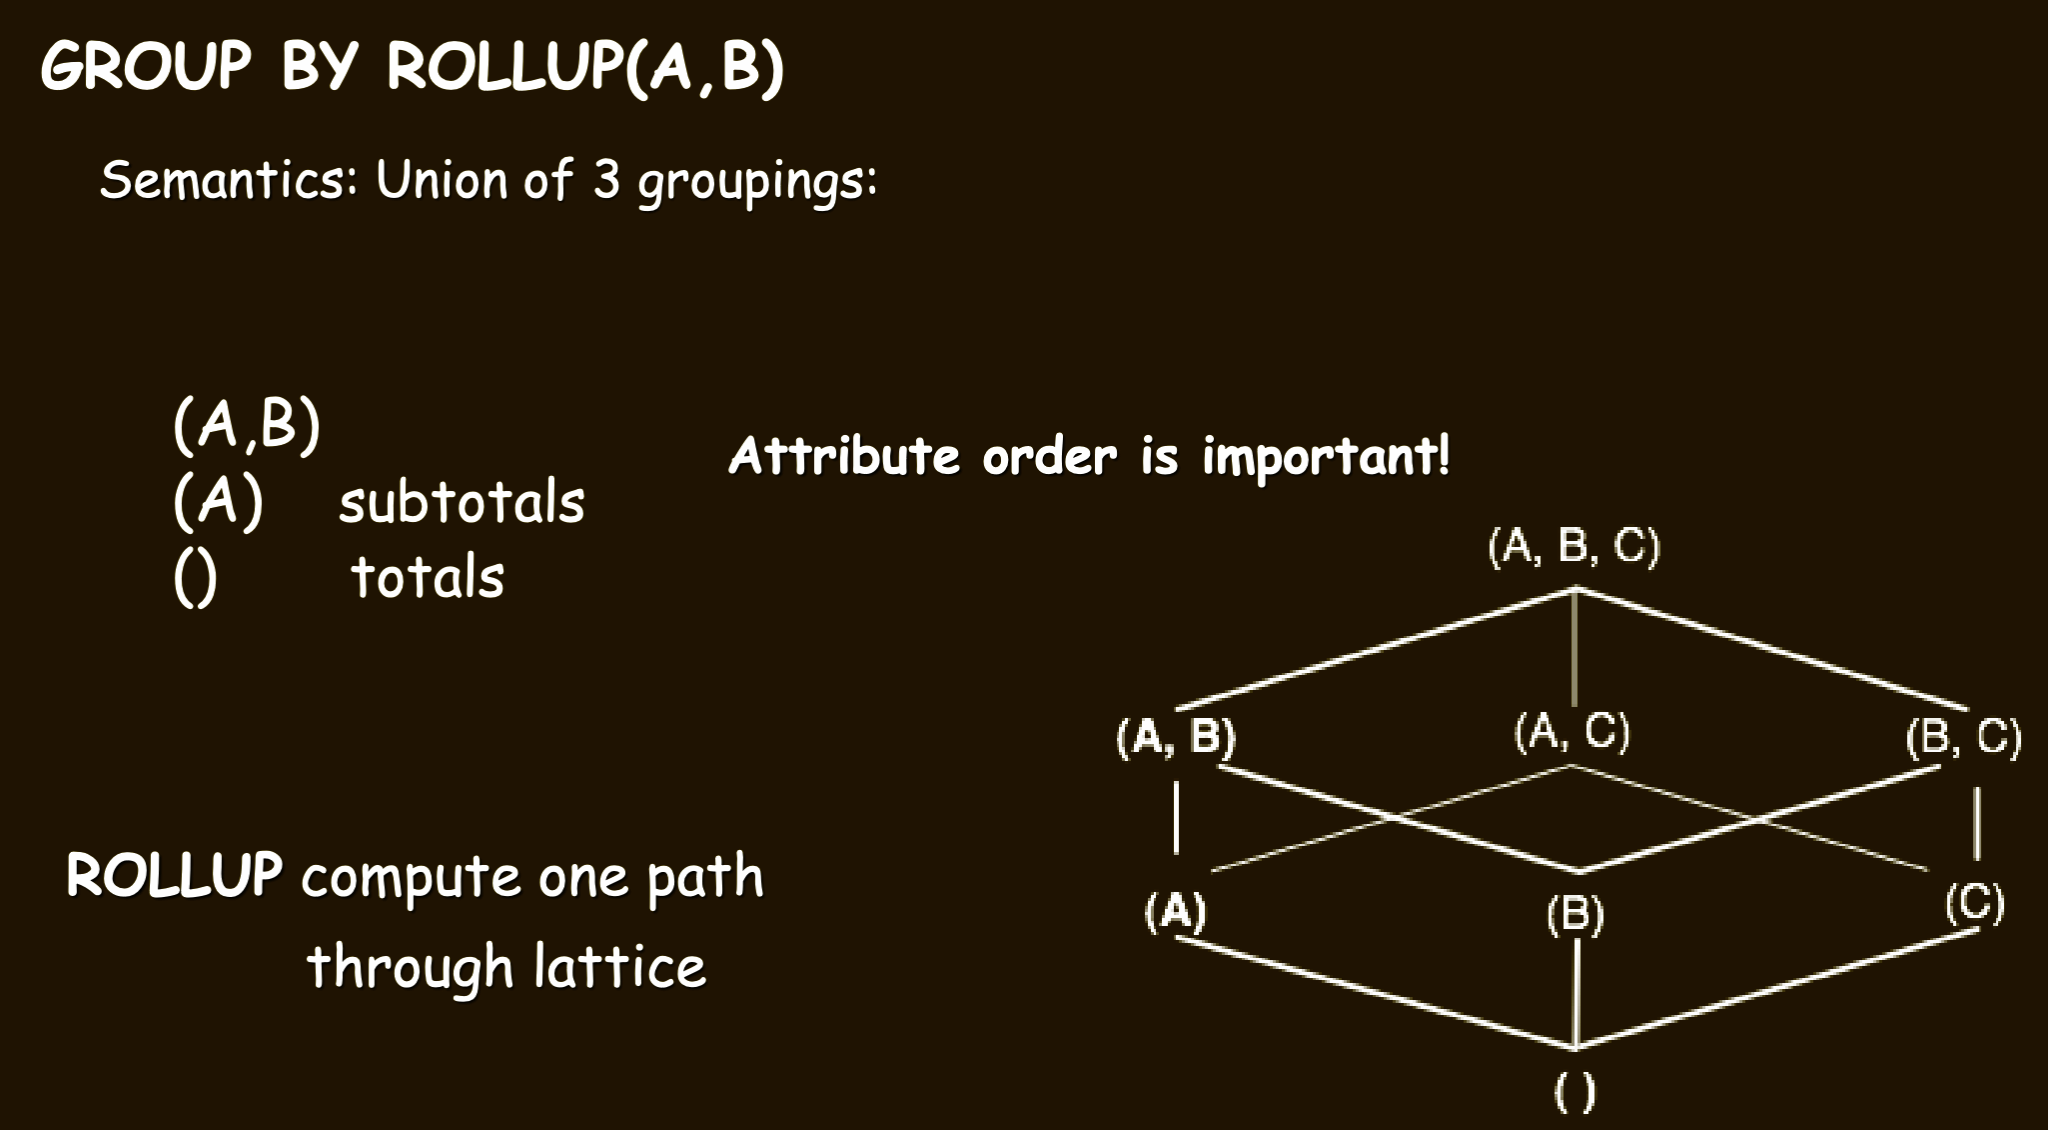 GROUP BY ROLLUP(A,B)
Semantics: Union of 3 groupings:
(A,B)
(A) subtotals
() totals
Attribute order is important!
ROLLUP compute one path
through lattice
(A, B, C)
(A, B) (A, C) (B, C)
(A) (B) (C)
( )